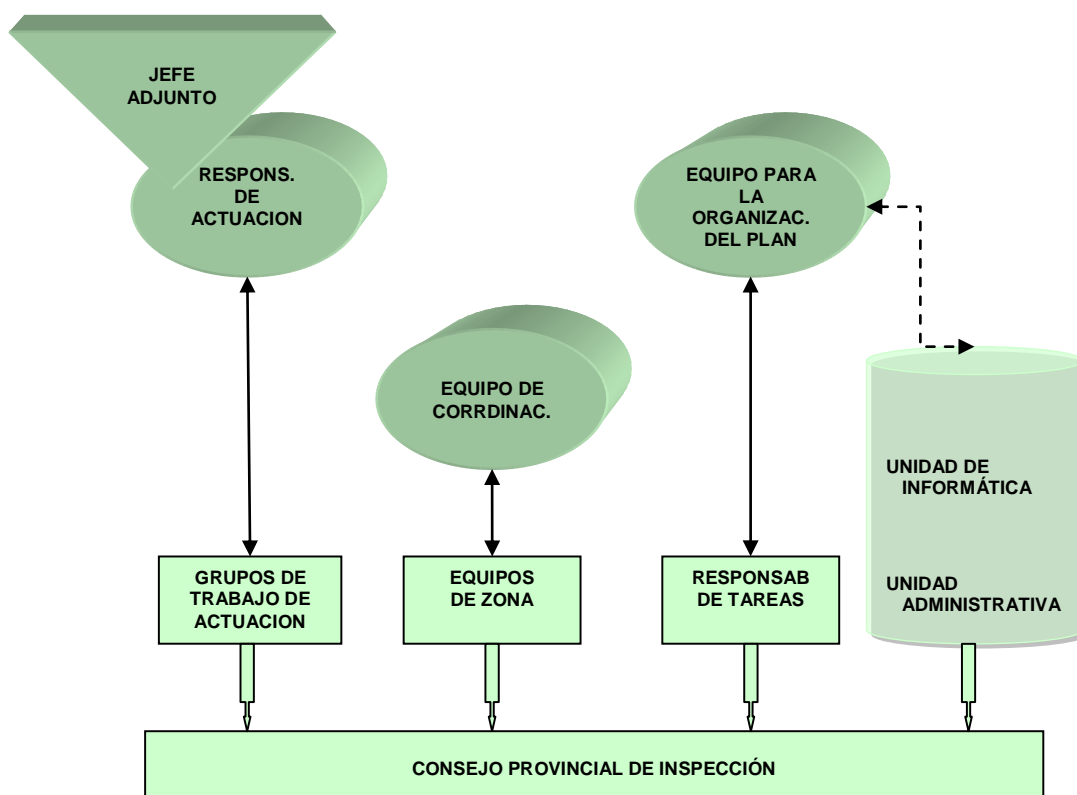 JEFE
ADJUNTO
RESPONS.
DE
ACTUACION
EQUIPO PARA
LA
ORGANIZAC.
DEL PLAN
EQUIPO DE
CORRDINAC.
UNIDAD DE
INFORMÁTICA
UNIDAD
ADMINISTRATIVA
GRUPOS DE
TRABAJO DE
ACTUACION
EQUIPOS
DE ZONA
RESPONSAB
DE TAREAS
CONSEJO PROVINCIAL DE INSPECCIÓN